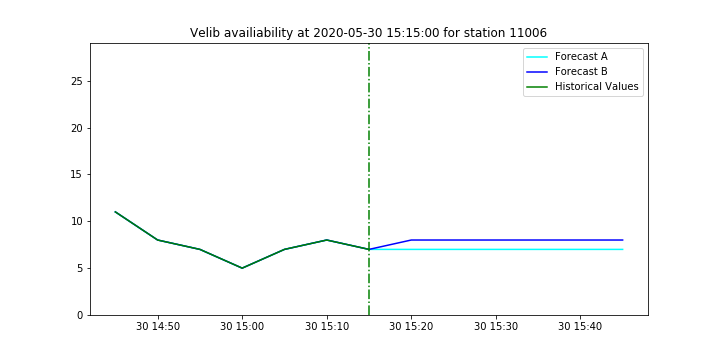 Velib availiability at 2020-05-30 15:15:00 for station 11006
Forecast A
Forecast B
Historical Values
25
20
15
10
5
0
30 14:50 30 15:00 30 15:10 30 15:20 30 15:30 30 15:40